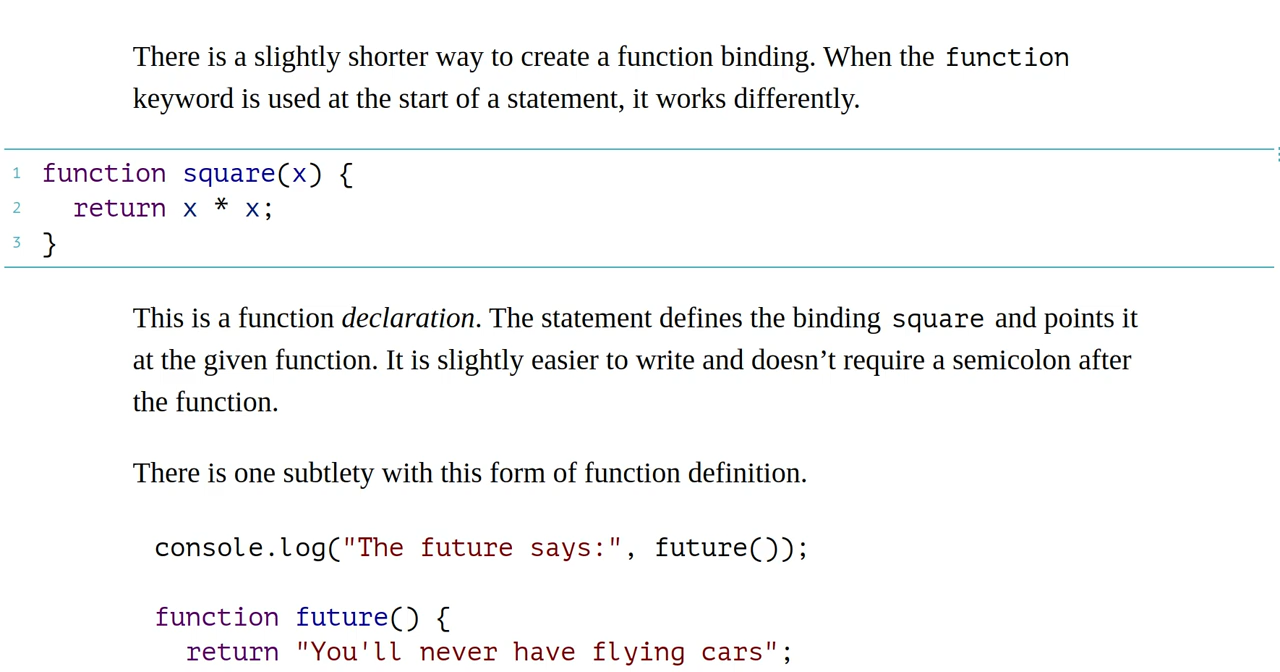 There is a slightly shorter way to create a function binding. When the function
keyword is used at the start of a statement, it works differently.
1 function square(x) {
2   return x * x;
3 }
This is a function declaration. The statement defines the binding square and points it
at the given function. It is slightly easier to write and doesn’t require a semicolon after
the function.
There is one subtlety with this form of function definition.
console.log("The future says:", future());
function future() {
  return "You'll never have flying cars";